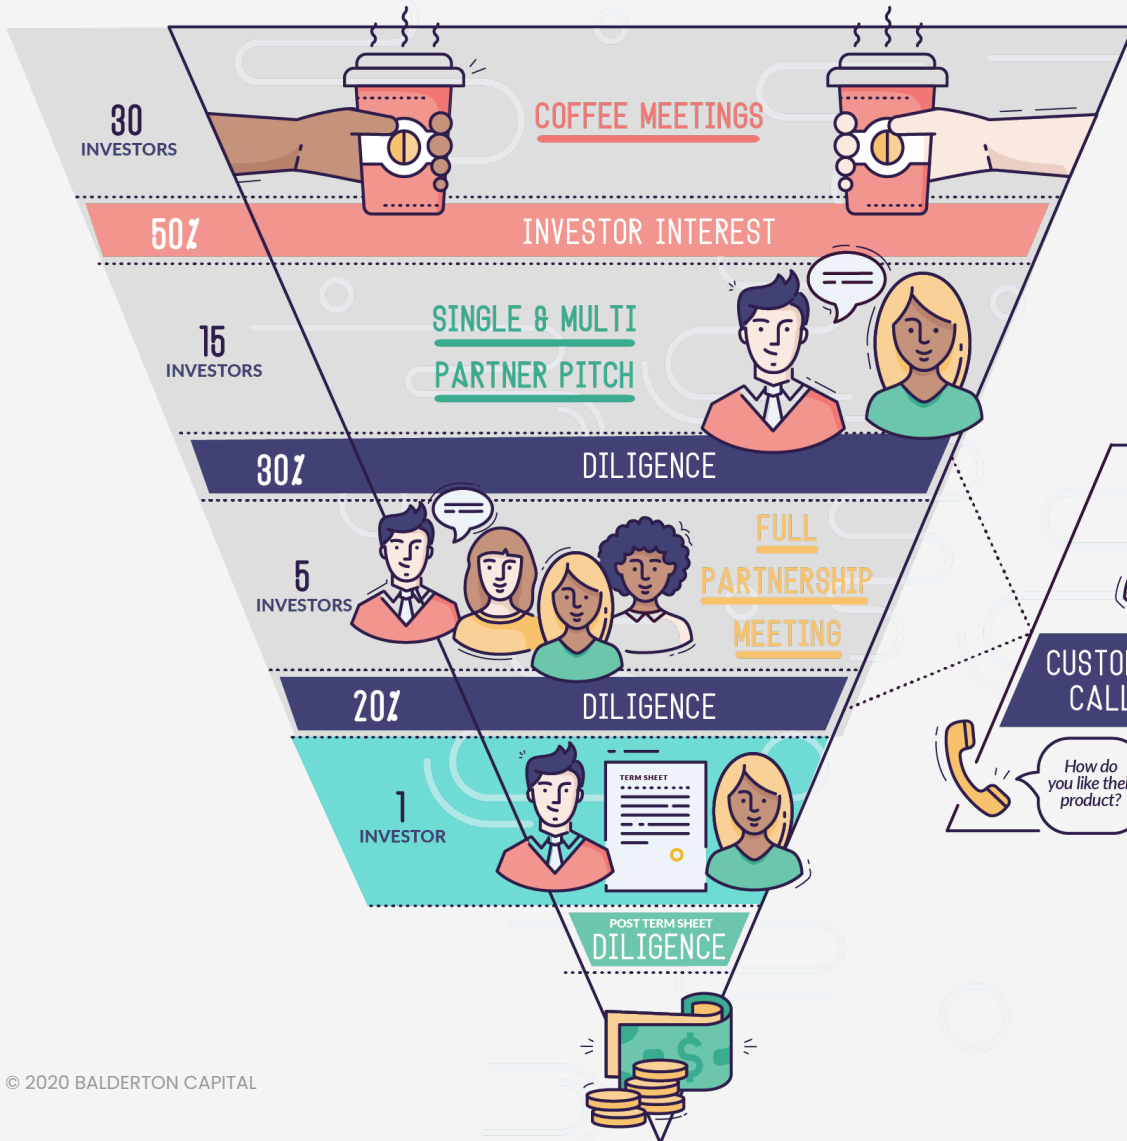 30
INVESTORS
COFFEE MEETINGS
50%
INVESTOR INTEREST
15
INVESTORS
SINGLE & MULTI
PARTNER PITCH
30%
DILIGENCE
5
INVESTORS
FULL
PARTNERSHIP
MEETING
20%
DILIGENCE
CALL
How do
you like their
product?
1
INVESTOR
TERM SHEET
POST TERM SHEET
DILIGENCE
$
© 2020 BALDERTON CAPITAL